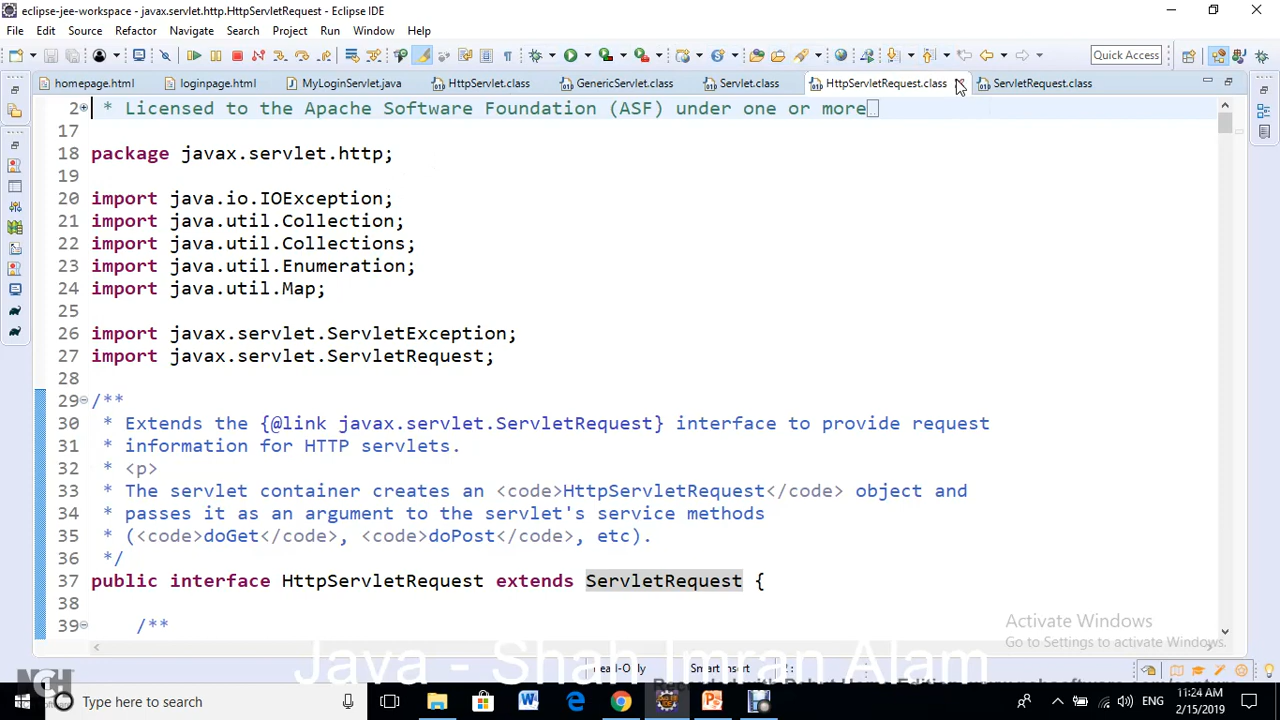 eclipse-jee-workspace - javax.servlet.http.HttpServletRequest - Eclipse IDE
File Edit Source Refactor Navigate Search Project Run Window Help
Quick Access
homepage.html loginpage.html MyLoginServlet.java HttpServlet.class GenericServlet.class Servlet.class HttpServletRequest.class ServletRequest.class
2 * Licensed to the Apache Software Foundation (ASF) under one or more
17
18 package javax.servlet.http;
19
20 import java.io.IOException;
21 import java.util.Collection;
22 import java.util.Collections;
23 import java.util.Enumeration;
24 import java.util.Map;
25
26 import javax.servlet.ServletException;
27 import javax.servlet.ServletRequest;
28
29 /**
30 * Extends the {@link javax.servlet.ServletRequest} interface to provide request
31 * information for HTTP servlets.
32 * <p>
33 * The servlet container creates an <code>HttpServletRequest</code> object and
34 * passes it as an argument to the servlet's service methods
35 * (<code>doGet</code>, <code>doPost</code>, etc).
36 */
37 public interface HttpServletRequest extends ServletRequest {
38
39 /**
Activate Windows
Go to Settings to activate Windows.
Java - Shah Imran Alam
Smart Insert
NCH
Type here to search
ENG
11:24 AM
2/15/2019